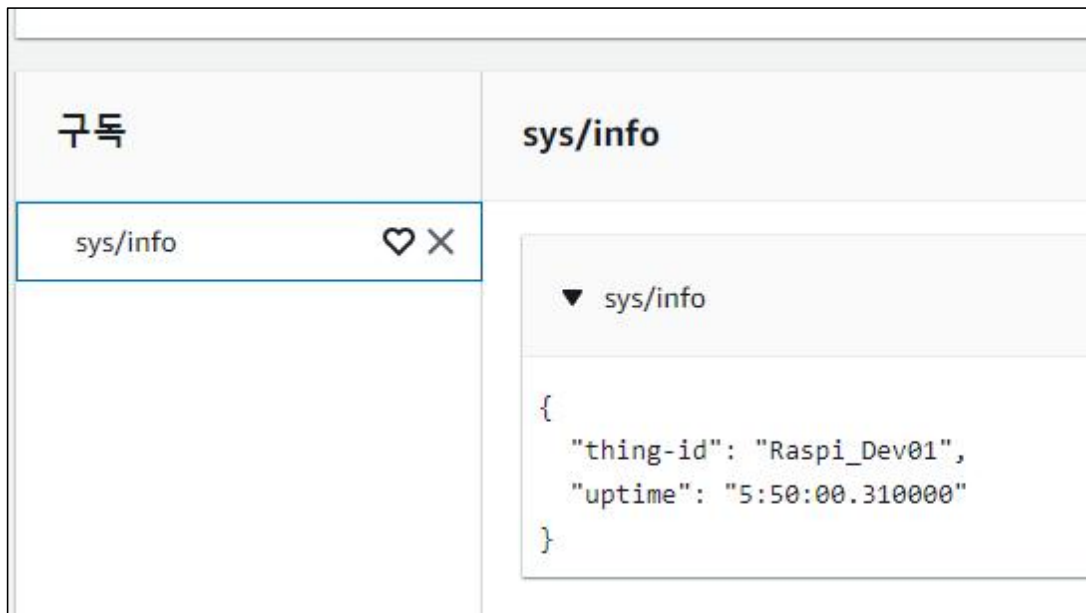 구독
sys/info
sys/info
▼ sys/info
{
  "thing-id": "Raspi_Dev01",
  "uptime": "5:50:00.310000"
}